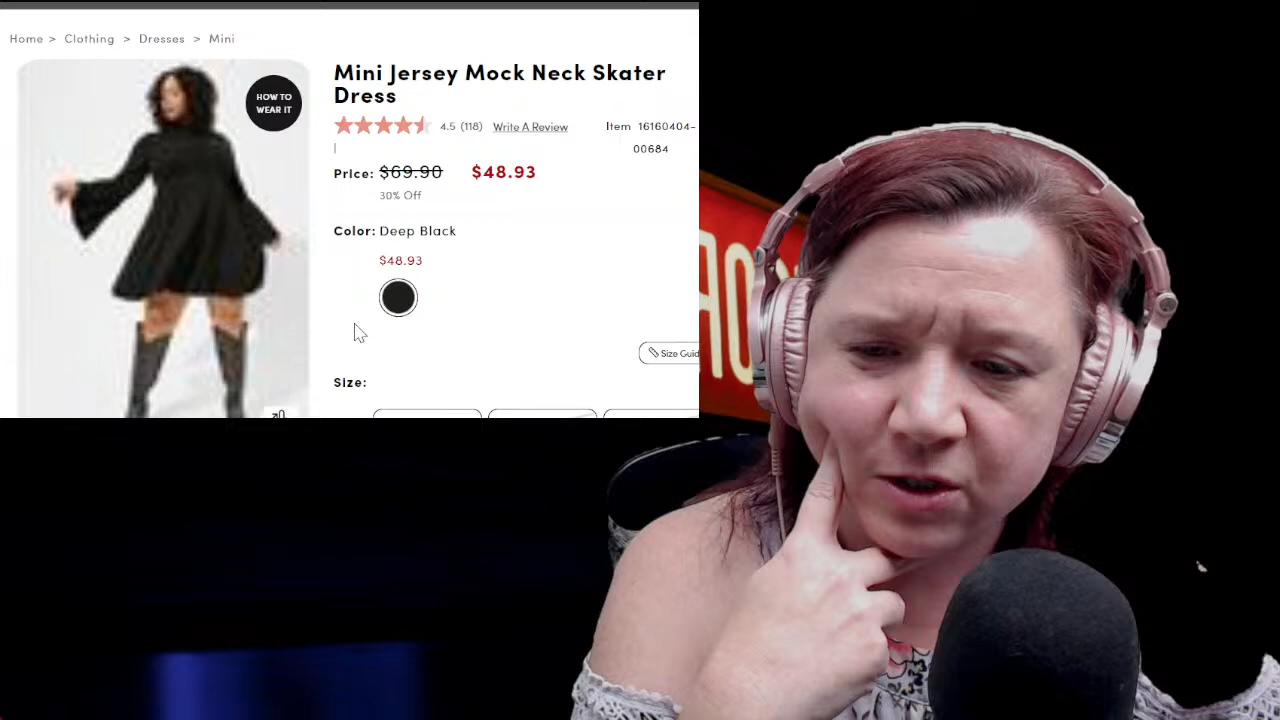 Home > Clothing > Dresses > Mini
HOW TO
WEAR IT
Mini Jersey Mock Neck Skater
Dress
4.5 (118) Write A Review
|
Item 16160404-
00684
Price: $69.90 $48.93
30% Off
Color: Deep Black
$48.93
Size Guid
Size: